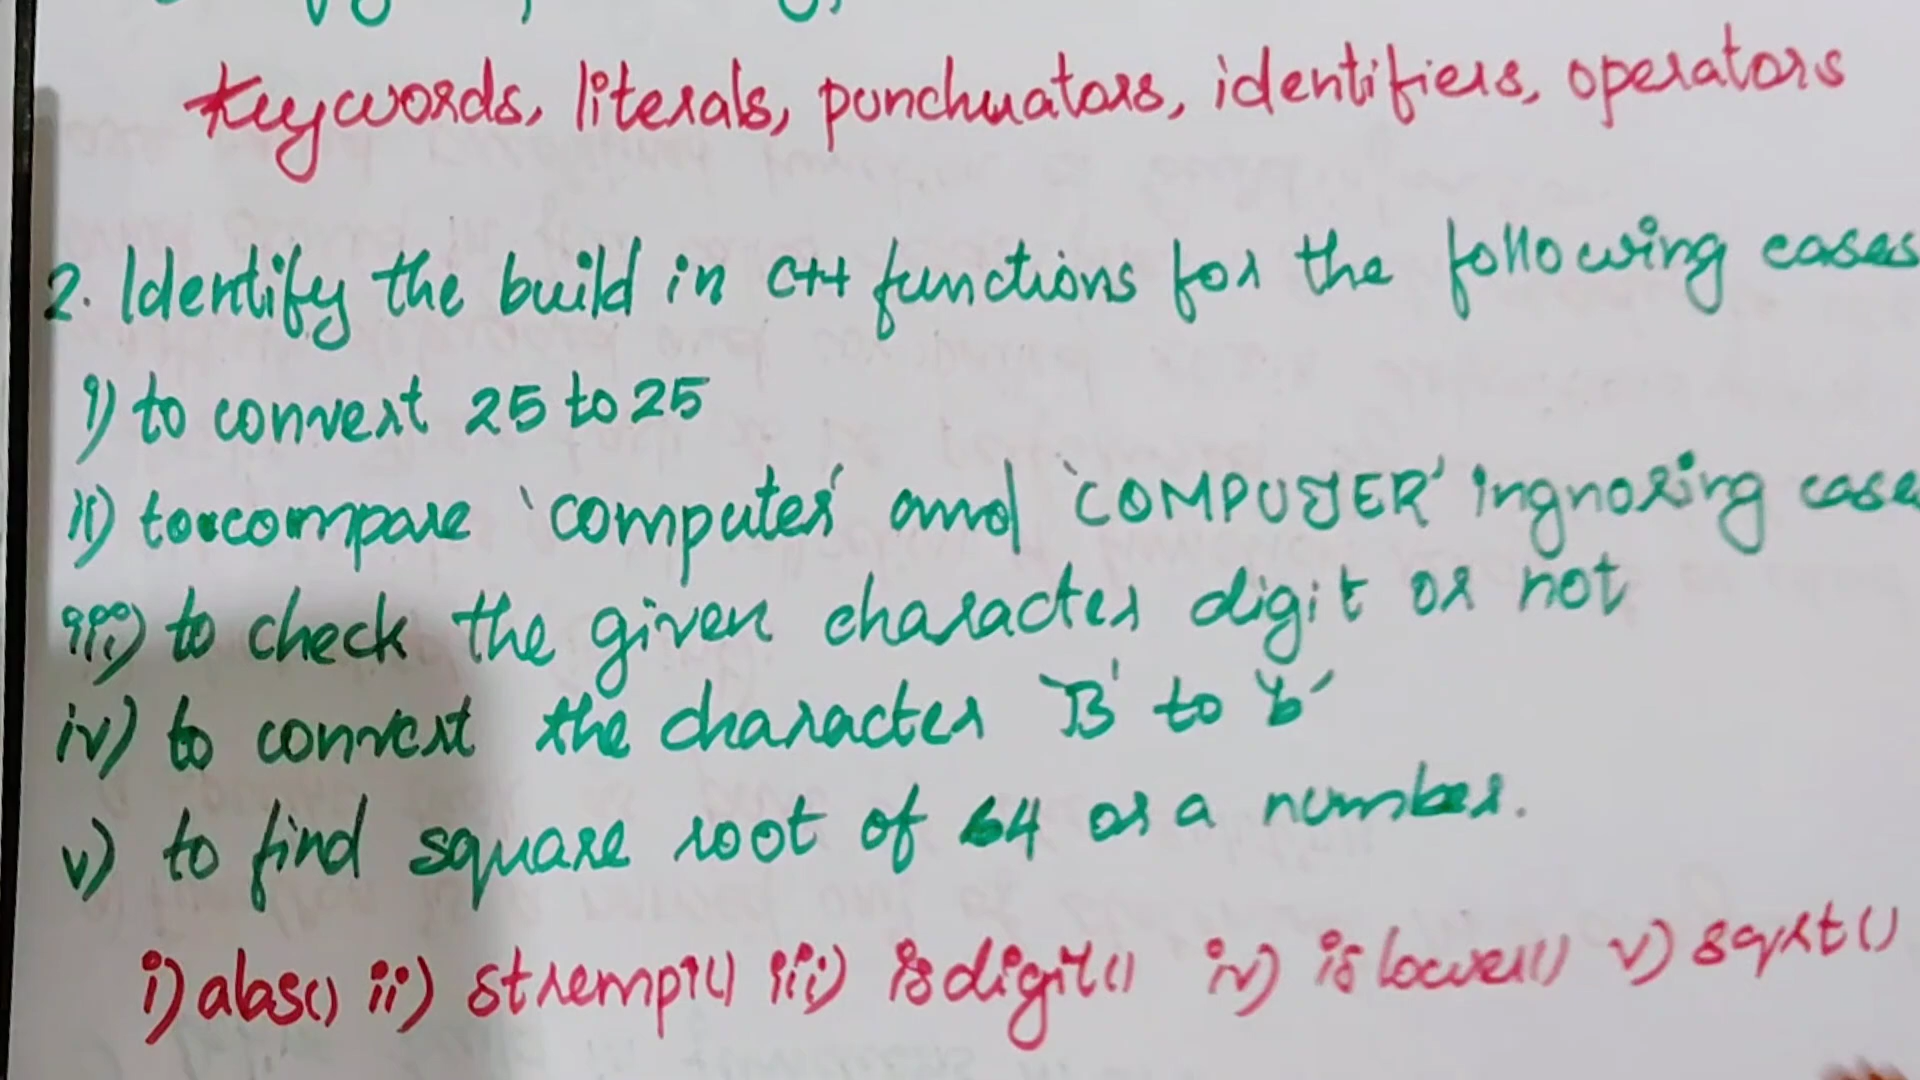 Keywords, literals, punchuators, identifiers, operators
2. Identify the build in C++ functions for the following cases
i) to convert 25 to 25
ii) to compare 'computer' and 'COMPUTER' ingnoring case
iii) to check the given character digit or not
iv) to convert the character 'B' to 'b'
v) to find square root of 64 or a number.
i) abs() ii) strcmpi() iii) isdigit() iv) islower() v) sqrt()